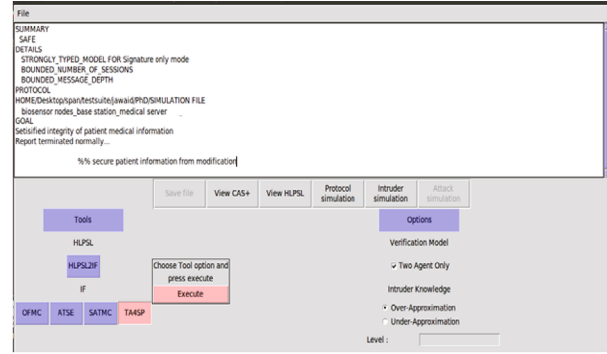 File
SUMMARY
SAFE
DETAILS
STRONGLY_TYPED_MODEL FOR Signature only mode
BOUNDED_NUMBER_OF_SESSIONS
BOUNDED_MESSAGE_DEPTH
PROTOCOL
HOME/Desktop/span/testsuite/jawaid/PhD/SIMULATION FILE
biosensor nodes_base station_medical server
GOAL
Setisified integrity of patient medical information
Report terminated normally...
%% secure patient information from modification
Save file
View CAS+
View HLPSL
Protocol simulation
Intruder simulation
Attack simulation
Tools
Options
HLPSL
Verification Model
HLPSL2IF
Choose Tool option and
press execute
Execute
Two Agent Only
IF
Intruder Knowledge
OFMC
ATSE
SATMC
TA4SP
Over-Approximation
Under-Approximation
Level :